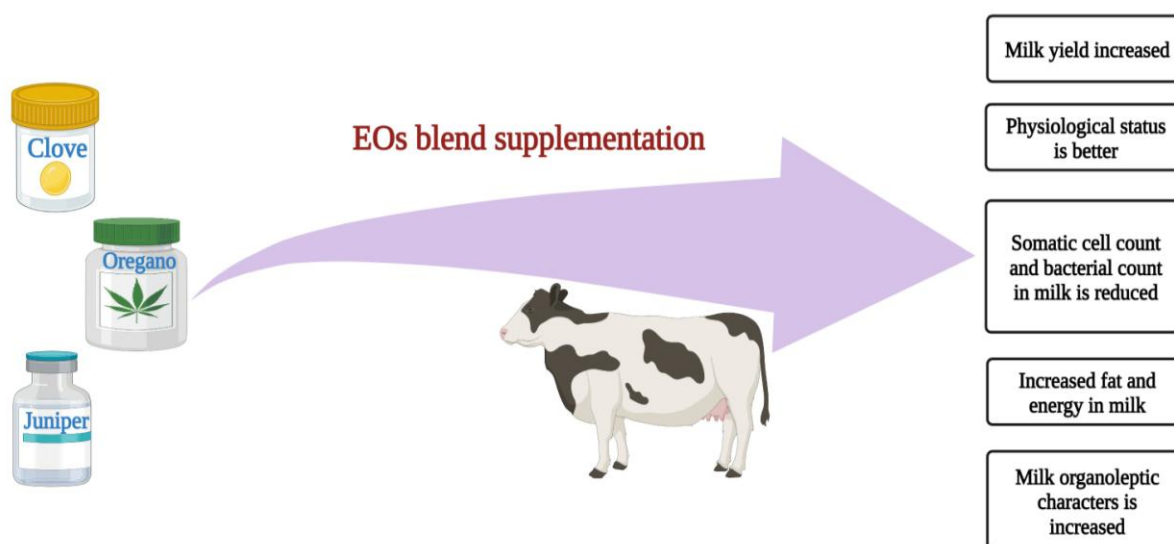 Clove
Oregano
Juniper
EOs blend supplementation
Milk yield increased
Physiological status
is better
Somatic cell count
and bacterial count
in milk is reduced
Increased fat and
energy in milk
Milk organoleptic
characters is
increased